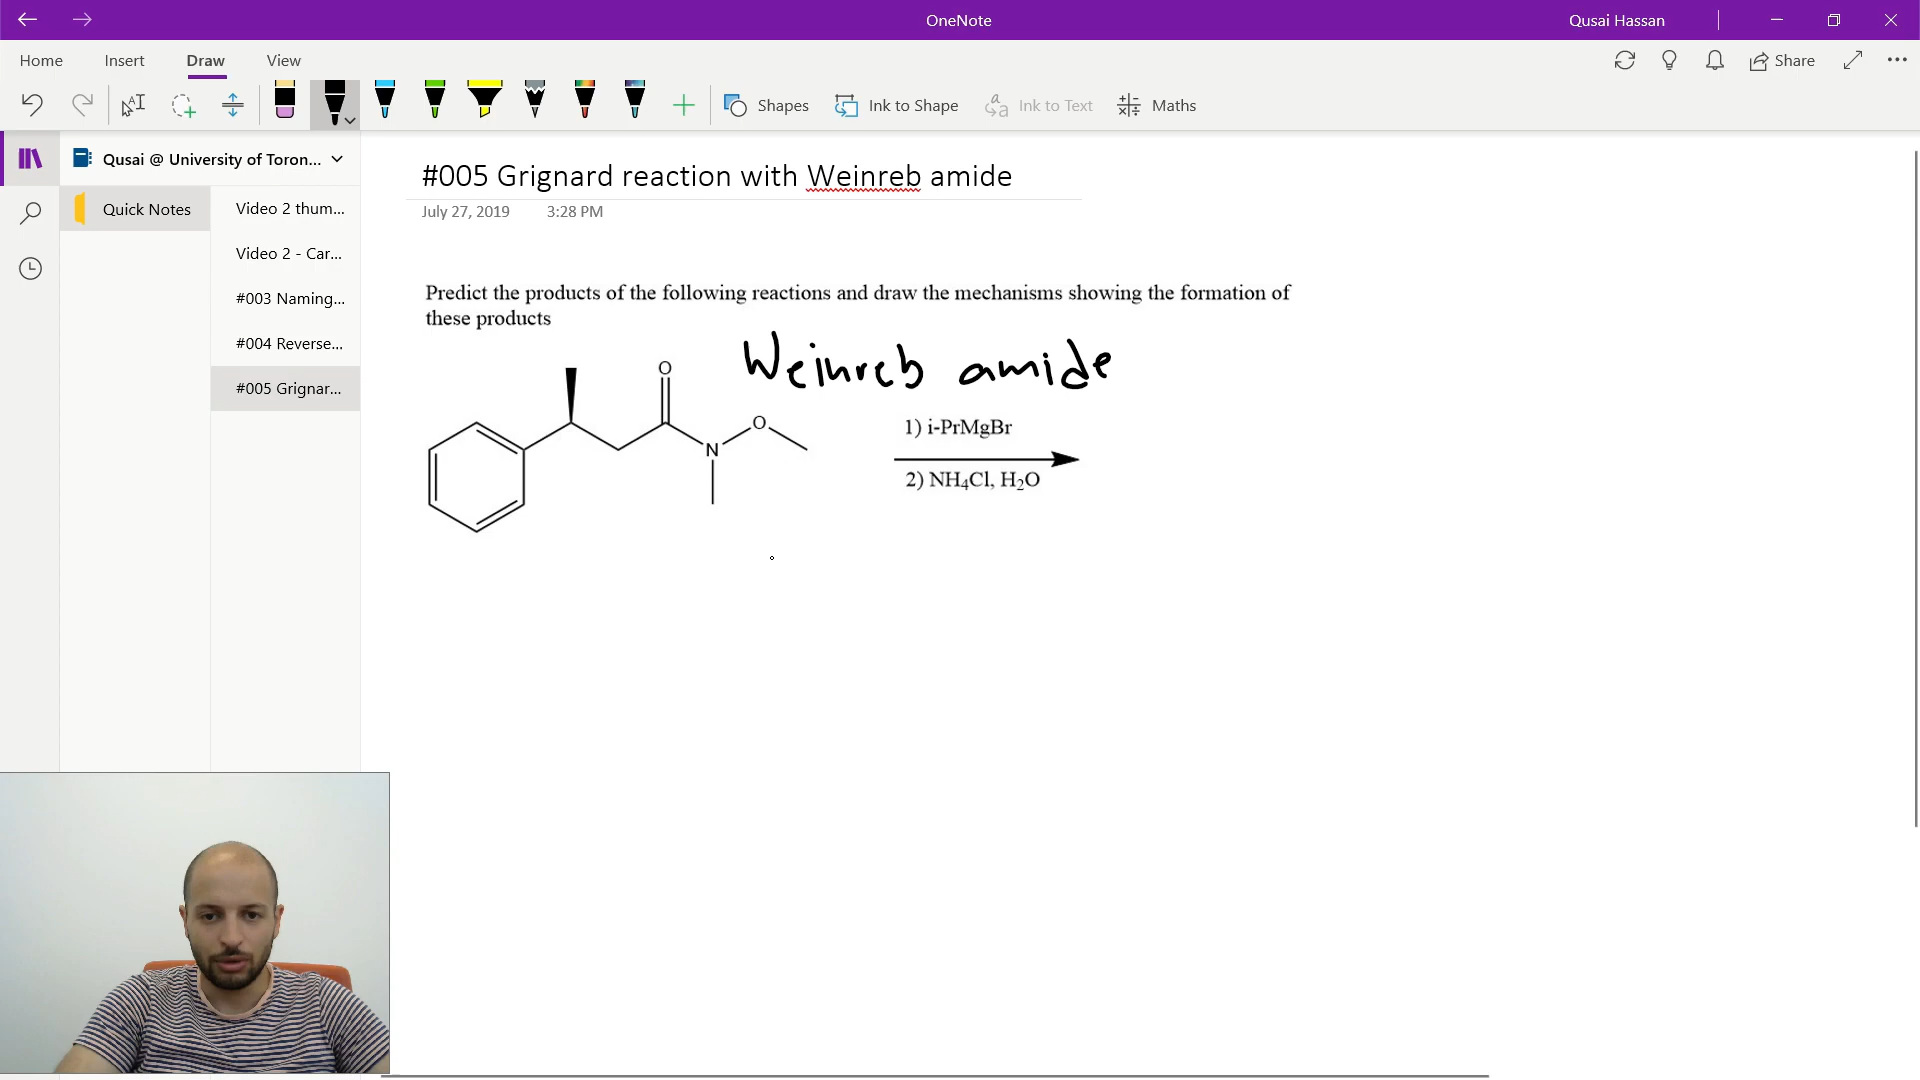 OneNote
Qusai Hassan
Home Insert Draw View
Share
Shapes Ink to Shape Ink to Text Maths
Qusai @ University of Toron...
Quick Notes
Video 2 thum...
Video 2 - Car...
#003 Naming...
#004 Reverse...
#005 Grignar...
#005 Grignard reaction with Weinreb amide
July 27, 2019 3:28 PM
Predict the products of the following reactions and draw the mechanisms showing the formation of
these products
Weinreb amide
O
O
N
1) i-PrMgBr
2) NH₄Cl, H₂O